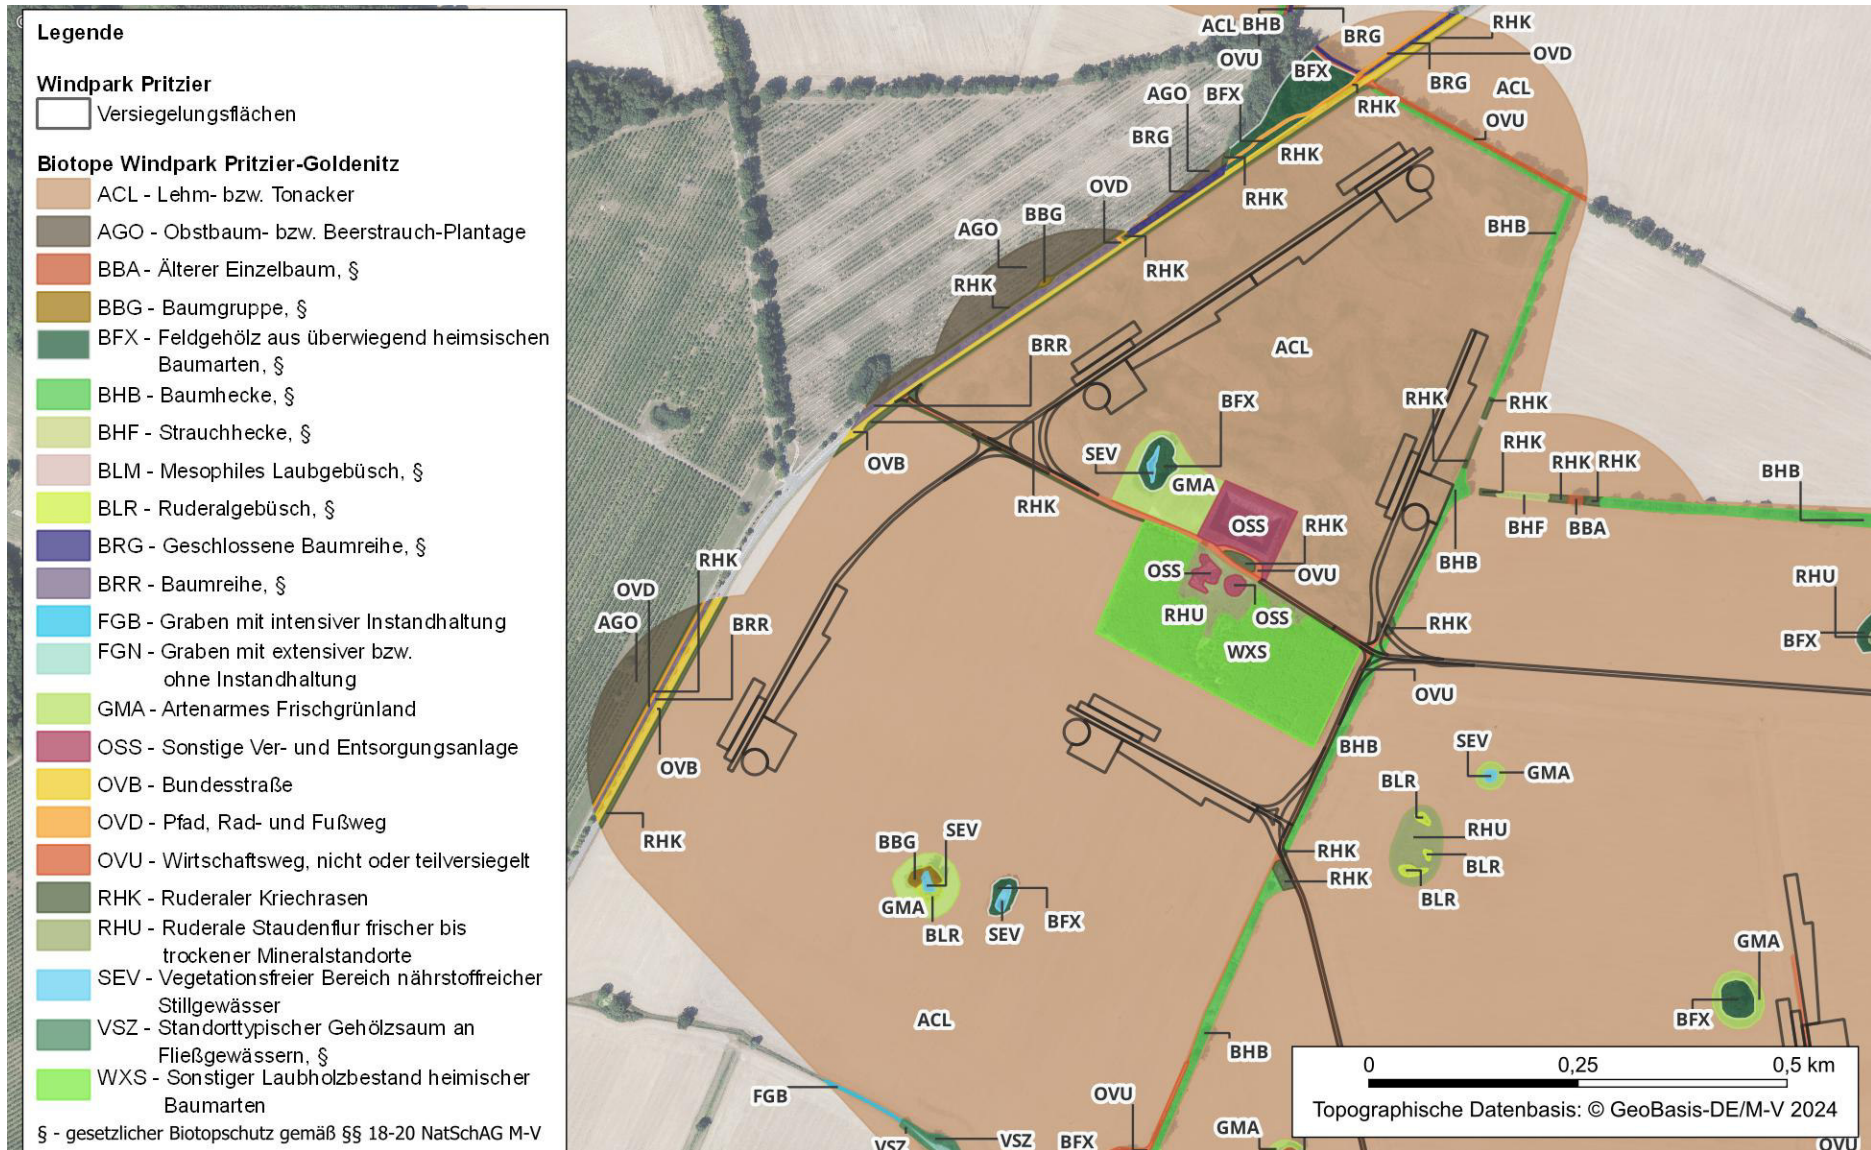 Legende
Windpark Pritzier
Versiegelungsflächen
Biotope Windpark Pritzier-Goldenitz
ACL - Lehm- bzw. Tonacker
AGO - Obstbaum- bzw. Beerstrauch-Plantage
BBA - Älterer Einzelbaum, §
BBG - Baumgruppe, §
BFX - Feldgehölz aus überwiegend heimsischen
Baumarten, §
BHB - Baumhecke, §
BHF - Strauchhecke, §
BLM - Mesophiles Laubgebüsch, §
BLR - Ruderalgebüsch, §
BRG - Geschlossene Baumreihe, §
BRR - Baumreihe, §
FGB - Graben mit intensiver Instandhaltung
FGN - Graben mit extensiver bzw.
ohne Instandhaltung
GMA - Artenarmes Frischgrünland
OSS - Sonstige Ver- und Entsorgungsanlage
OVB - Bundesstraße
OVD - Pfad, Rad- und Fußweg
OVU - Wirtschaftsweg, nicht oder teilversiegelt
RHK - Ruderaler Kriechrasen
RHU - Ruderale Staudenflur frischer bis
trockener Mineralstandorte
SEV - Vegetationsfreier Bereich nährstoffreicher
Stillgewässer
VSZ - Standorttypischer Gehölzsaum an
Fließgewässern, §
WXS - Sonstiger Laubholzbestand heimischer
Baumarten
§ - gesetzlicher Biotopschutz gemäß §§ 18-20 NatSchAG M-V
ACL BHB
BRG
RHK
OVU
OVD
BFX
BRG
ACL
AGO
BFX
RHK
OVU
BRG
RHK
OVD
RHK
BBG
AGO
BHB
RHK
RHK
BRR
ACL
BFX
RHK
RHK
SEV
RHK
OVB
GMA
RHK
RHK
BHB
RHK
OSS
RHK
BHF
BBA
RHK
OVD
OSS
OVU
BHB
RHU
AGO
BRR
RHU
OSS
RHK
BFX
WXS
OVU
OVB
BHB
SEV
GMA
BLR
RHK
SEV
RHU
BBG
RHK
BLR
RHK
GMA
BFX
BLR
BLR
SEV
GMA
ACL
BFX
BHB
FGB
OVU
VSZ
VSZ
BFX
GMA
OVU
0
0,25
0,5 km
Topographische Datenbasis: © GeoBasis-DE/M-V 2024